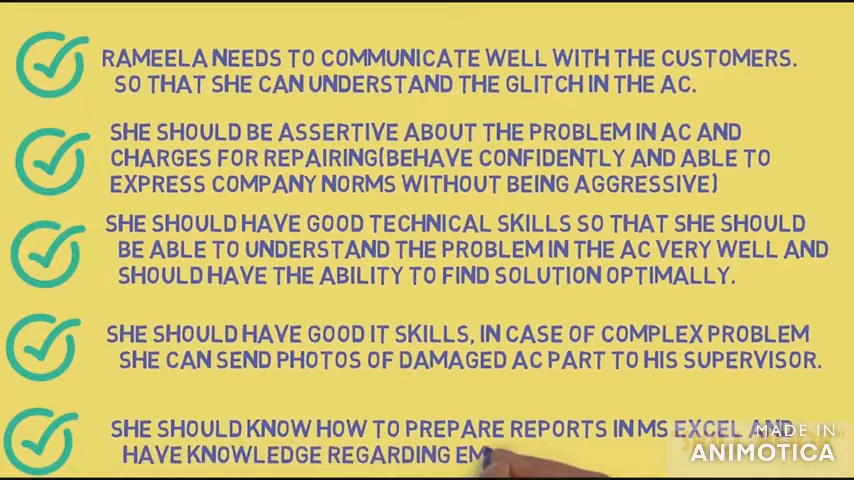 RAMEELA NEEDS TO COMMUNICATE WELL WITH THE CUSTOMERS.
SO THAT SHE CAN UNDERSTAND THE GLITCH IN THE AC.
SHE SHOULD BE ASSERTIVE ABOUT THE PROBLEM IN AC AND
CHARGES FOR REPAIRING(BEHAVE CONFIDENTLY AND ABLE TO
EXPRESS COMPANY NORMS WITHOUT BEING AGGRESSIVE)
SHE SHOULD HAVE GOOD TECHNICAL SKILLS SO THAT SHE SHOULD
BE ABLE TO UNDERSTAND THE PROBLEM IN THE AC VERY WELL AND
SHOULD HAVE THE ABILITY TO FIND SOLUTION OPTIMALLY.
SHE SHOULD HAVE GOOD IT SKILLS, IN CASE OF COMPLEX PROBLEM
SHE CAN SEND PHOTOS OF DAMAGED AC PART TO HIS SUPERVISOR.
SHE SHOULD KNOW HOW TO PREPARE REPORTS IN MS EXCEL AND
HAVE KNOWLEDGE REGARDING EM
MADE IN
ANIMOTICA